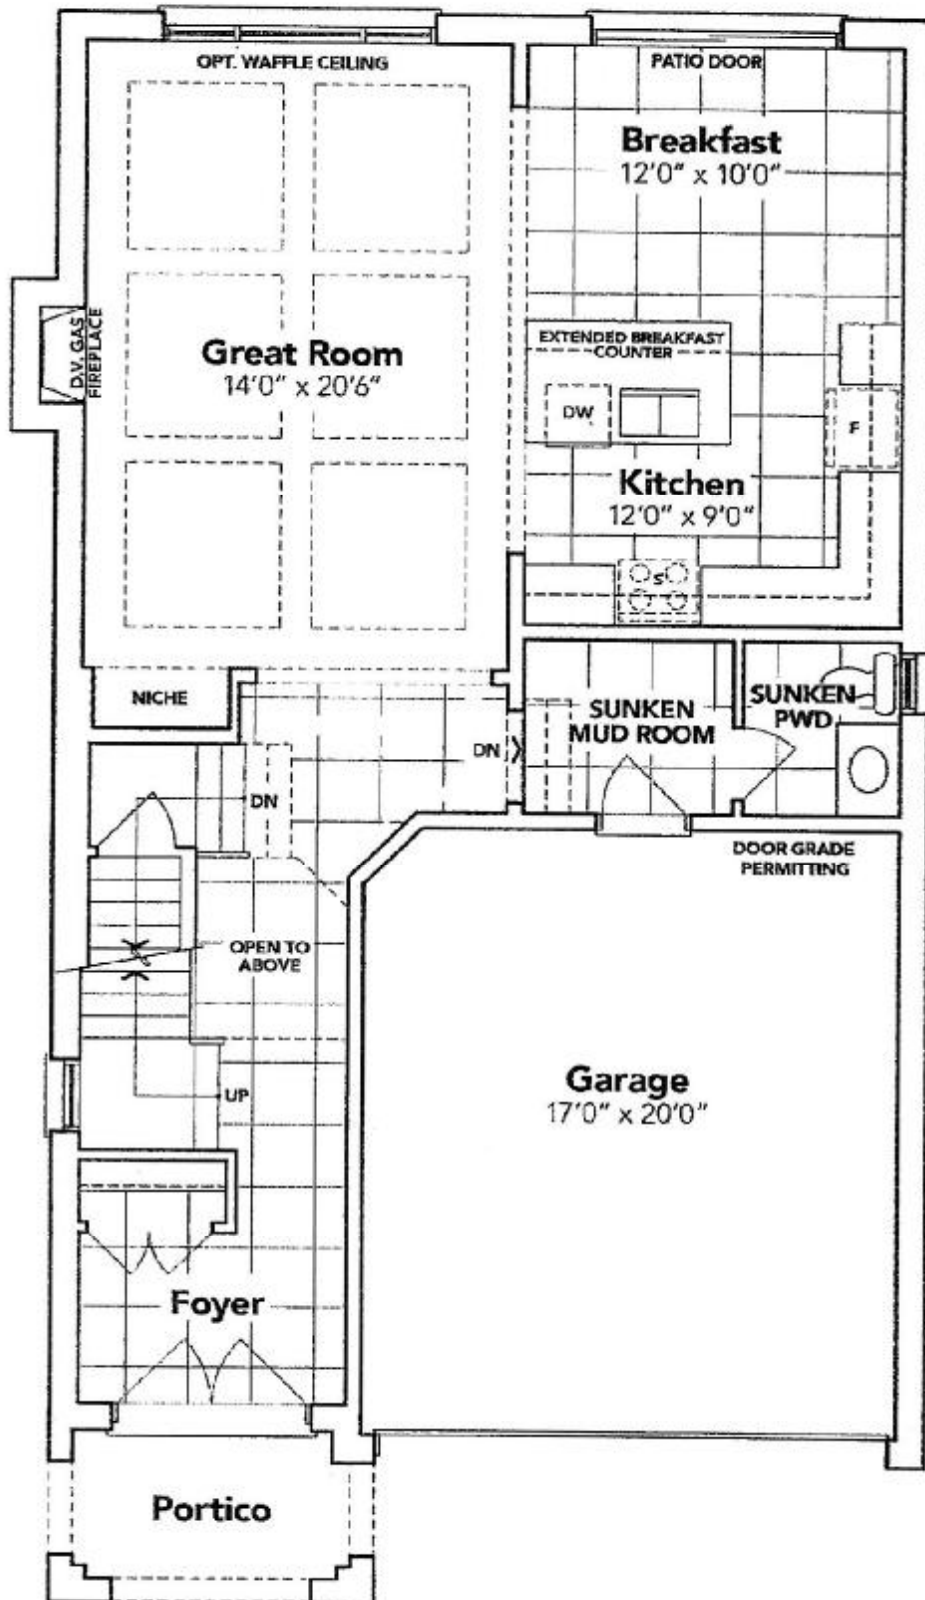 OPT. WAFFLE CEILING
PATIO DOOR
Breakfast
12'0" x 10'0"
D.V. GAS
FIREPLACE
Great Room
14'0" x 20'6"
EXTENDED BREAKFAST
COUNTER
DW
F
Kitchen
12'0" x 9'0"
S
NICHE
SUNKEN
MUD ROOM
SUNKEN
PWD
DN
DN
DOOR GRADE
PERMITTING
OPEN TO
ABOVE
UP
Garage
17'0" x 20'0"
Foyer
Portico